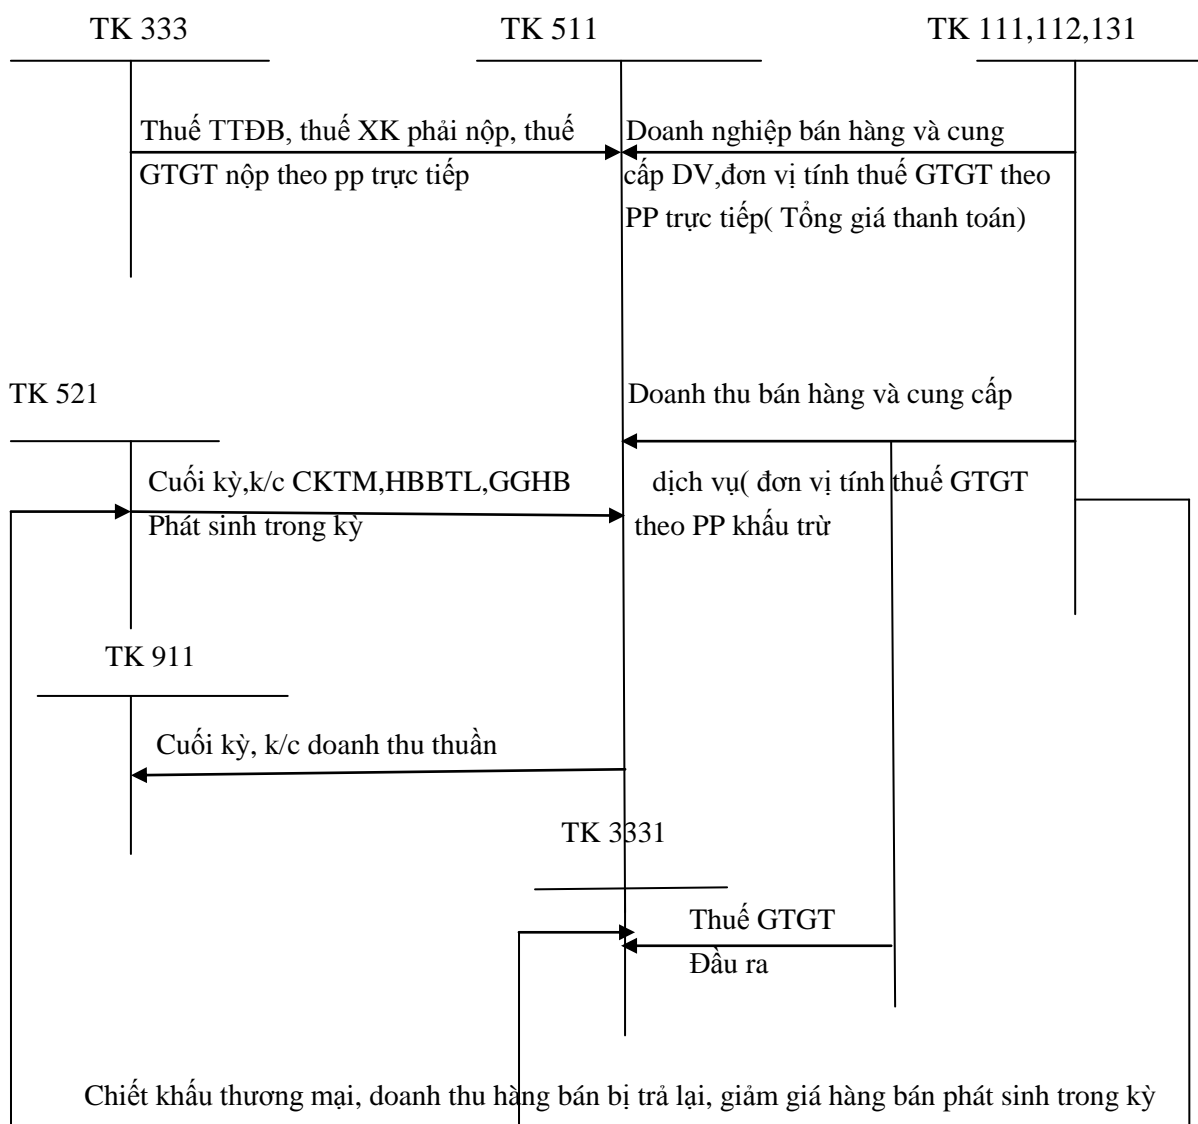 TK 333
TK 511
TK 111,112,131
Thuế TTĐB, thuế XK phải nộp, thuế
GTGT nộp theo pp trực tiếp
Doanh nghiệp bán hàng và cung
cấp DV,đơn vị tính thuế GTGT theo
PP trực tiếp( Tổng giá thanh toán)
TK 521
Doanh thu bán hàng và cung cấp
dịch vụ( đơn vị tính thuế GTGT
theo PP khấu trừ
Cuối kỳ,k/c CKTM,HBBTL,GGHB
Phát sinh trong kỳ
TK 911
Cuối kỳ, k/c doanh thu thuần
TK 3331
Thuế GTGT
Đầu ra
Chiết khấu thương mại, doanh thu hàng bán bị trả lại, giảm giá hàng bán phát sinh trong kỳ